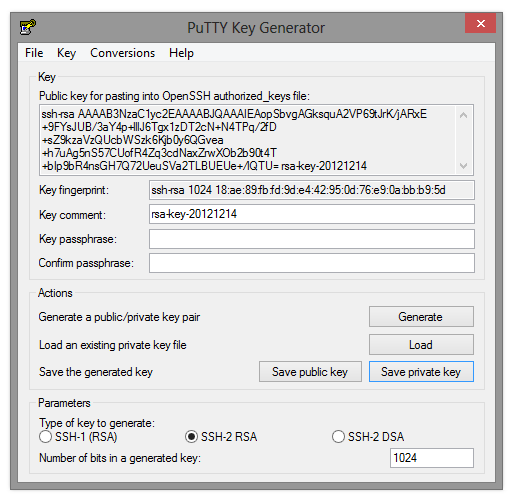 PuTTY Key Generator
File Key Conversions Help
Key
Public key for pasting into OpenSSH authorized_keys file:
ssh-rsa AAAAB3NzaC1yc2EAAAABJQAAAIEAopSbvgAGksquA2VP69tJrK/jARxE
+9FYsJUB/3aY4p+lllJ6Tgx1zDT2cN+N4TPq/2fD
+sZ9kzaVzQUcbWSzk6Kjb0y6QGvea
+h7uAg5nS57CUofR4Zq3cdNaxZrwXOb2b90t4T
+bIp9bR4nsGH7Q72UeuSVa2TLBUEUe+/IQTU= rsa-key-20121214
Key fingerprint: ssh-rsa 1024 18:ae:89:fb:fd:9d:e4:42:95:0d:76:e9:0a:bb:b9:5d
Key comment: rsa-key-20121214
Key passphrase:
Confirm passphrase:
Actions
Generate a public/private key pair Generate
Load an existing private key file Load
Save the generated key Save public key Save private key
Parameters
Type of key to generate:
SSH-1 (RSA) SSH-2 RSA SSH-2 DSA
Number of bits in a generated key: 1024